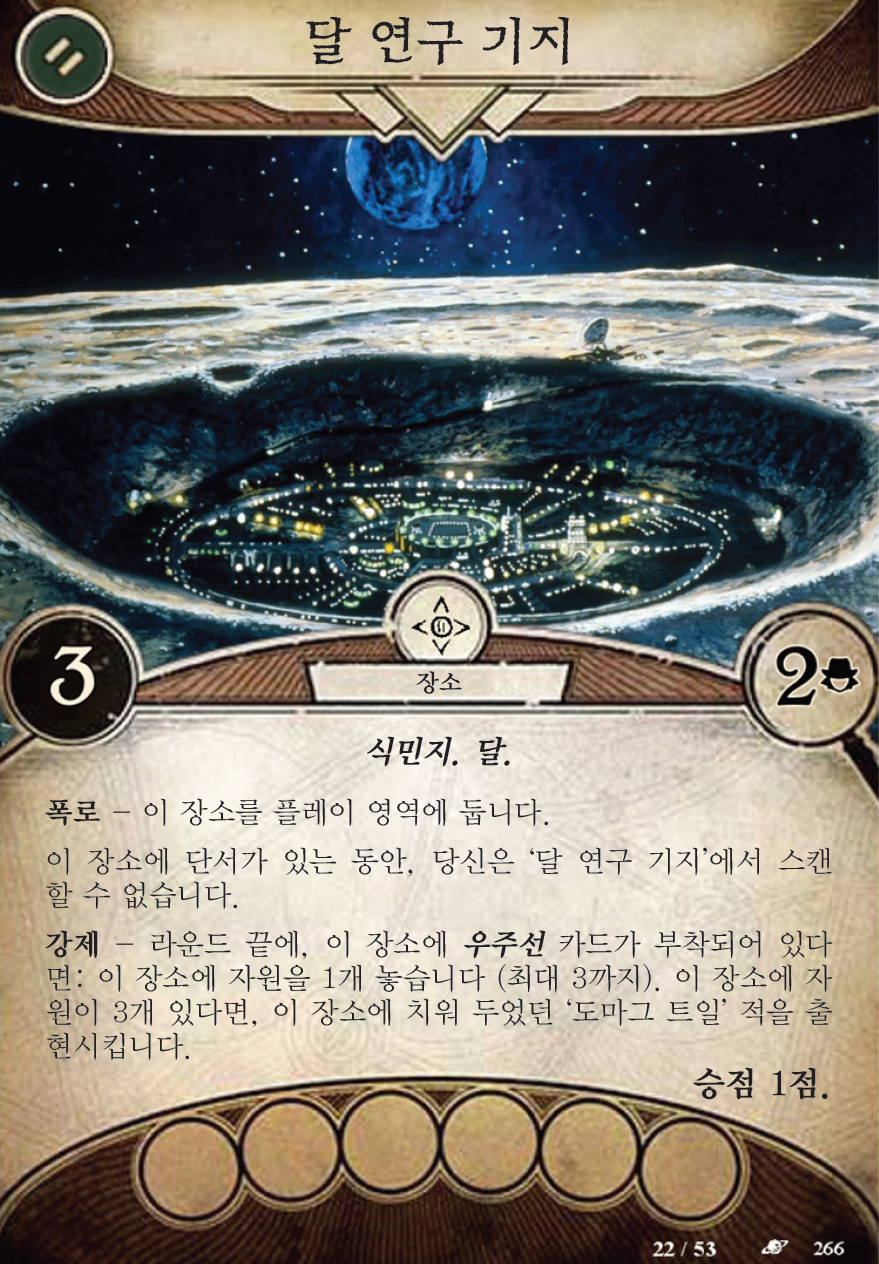 달 연구 기지
3
장소
2
식민지. 달.
폭로 – 이 장소를 플레이 영역에 둡니다.
이 장소에 단서가 있는 동안, 당신은 ‘달 연구 기지’에서 스캔
할 수 없습니다.
강제 – 라운드 끝에, 이 장소에 우주선 카드가 부착되어 있다
면: 이 장소에 자원을 1개 놓습니다 (최대 3까지). 이 장소에 자
원이 3개 있다면, 이 장소에 치워 두었던 ‘도마그 트일’ 적을 출
현시킵니다.
승점 1점.
22 / 53 266